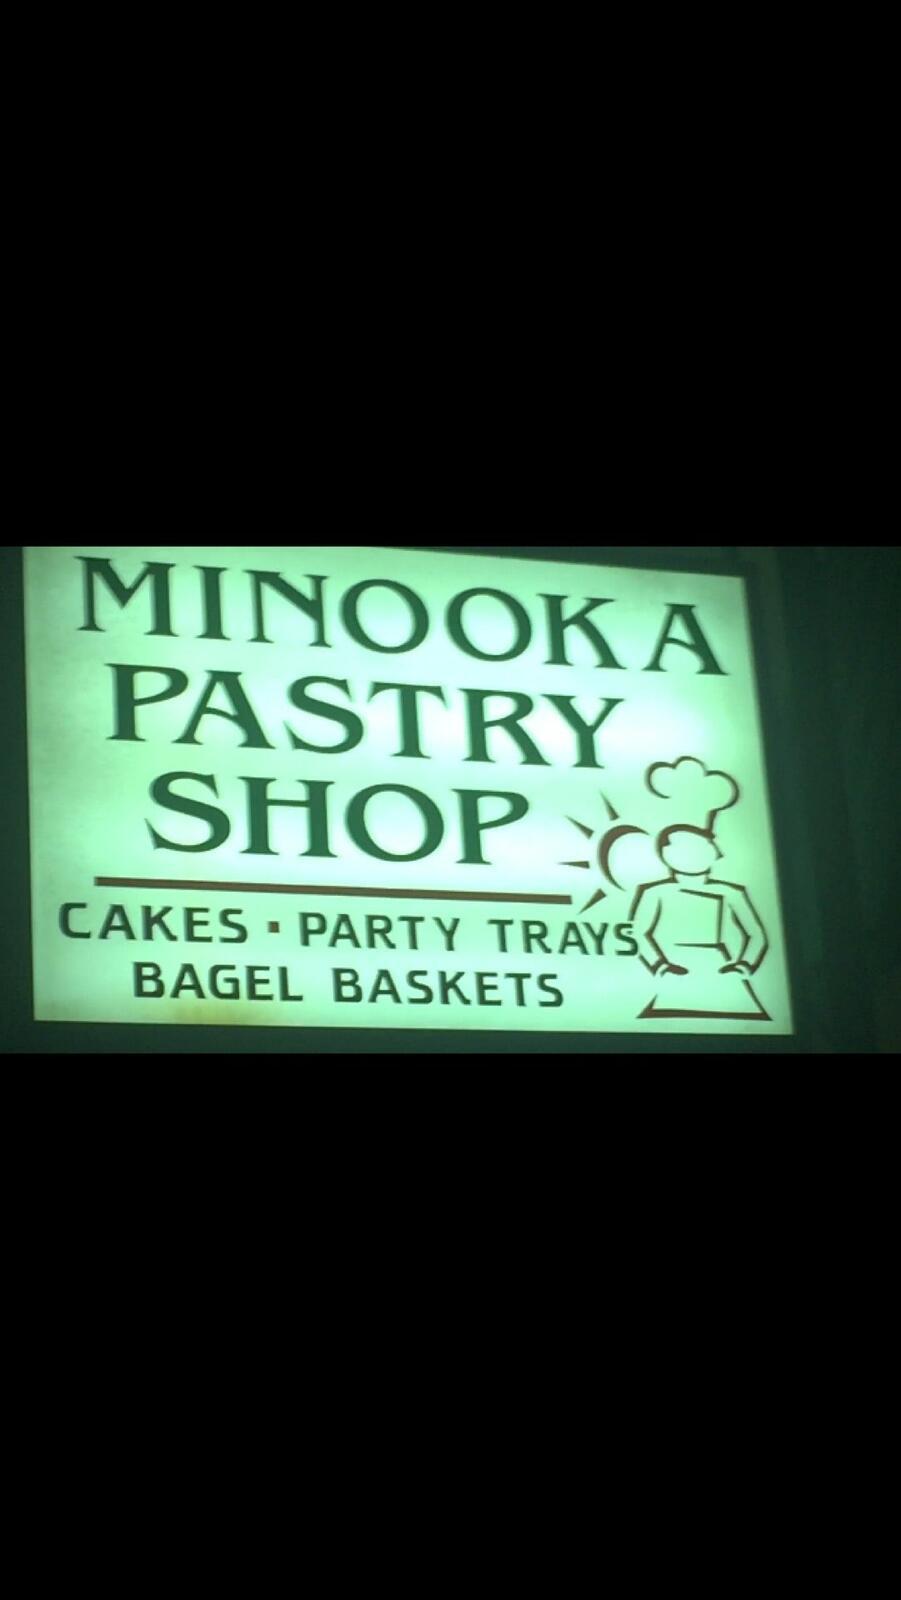 MINOOKA
PASTRY
SHOP
CAKES ▪ PARTY TRAYS
BAGEL BASKETS